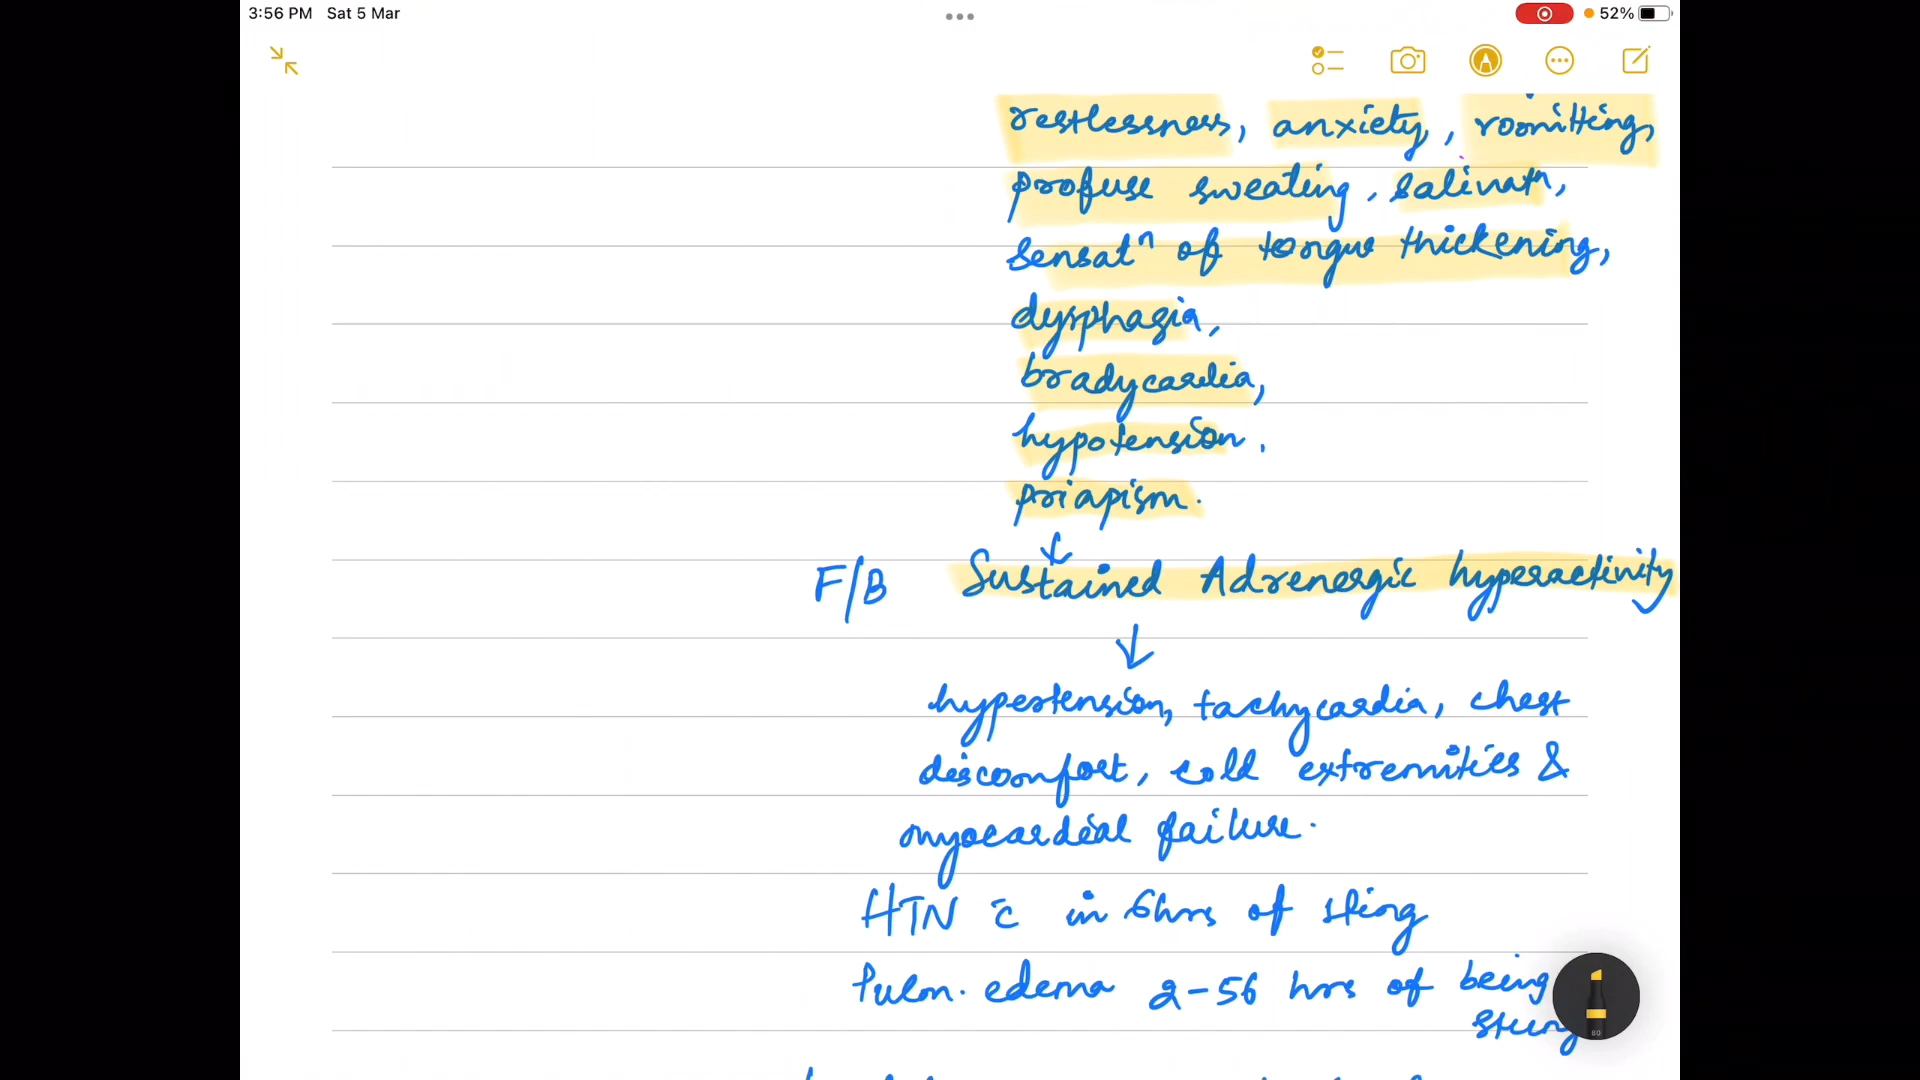 3:56 PM Sat 5 Mar
52%
restlessness, anxiety, vomitting,
profuse sweating, salivatn,
sensatn of tongue thickening,
dysphagia,
bradycardia,
hypotension,
priapism.
F/B Sustained Adrenergic hyperactivity
hypertension, tachycardia, chest
discomfort, cold extremities &
myocardial failure.
HTN c̄ in 6hrs of sting
Pulm. edema 2-56 hrs of being
stung
80